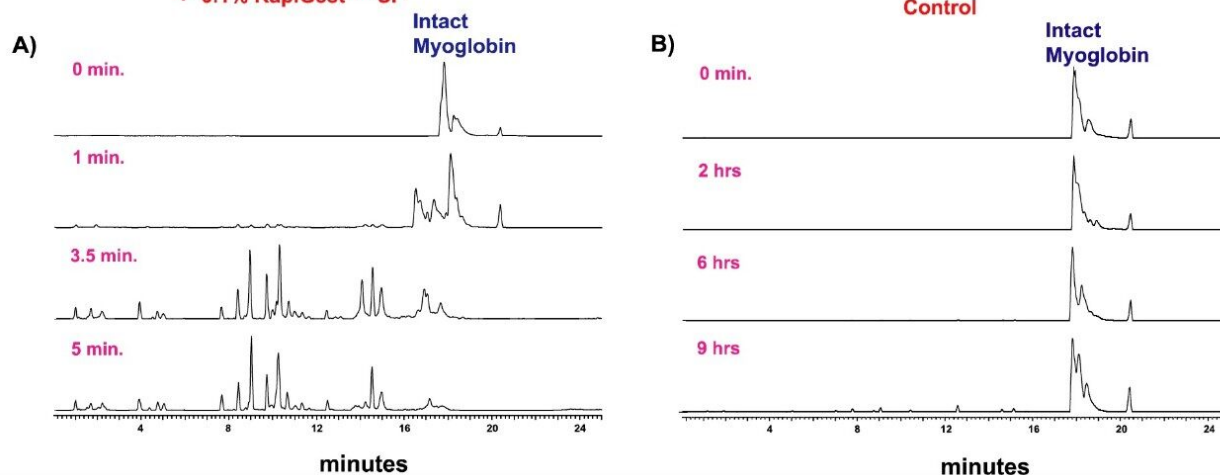 Control
A)
Intact
Myoglobin
0 min.
1 min.
3.5 min.
5 min.
4 8 12 16 20 24
minutes
B)
Intact
Myoglobin
0 min.
2 hrs
6 hrs
9 hrs
4 8 12 16 20 24
minutes